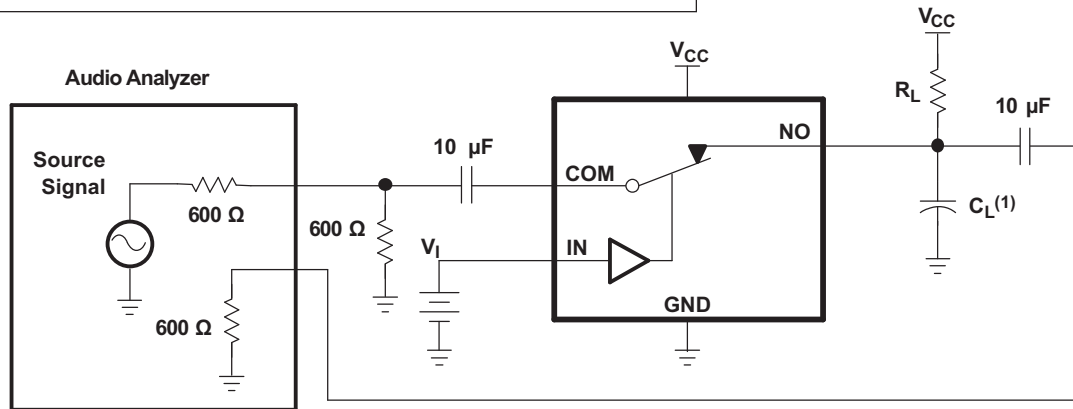 Audio Analyzer
Source
Signal
600 Ω
600 Ω
600 Ω
10 µF
V_I
V_CC
COM
IN
NO
GND
V_CC
R_L
10 µF
C_L(1)